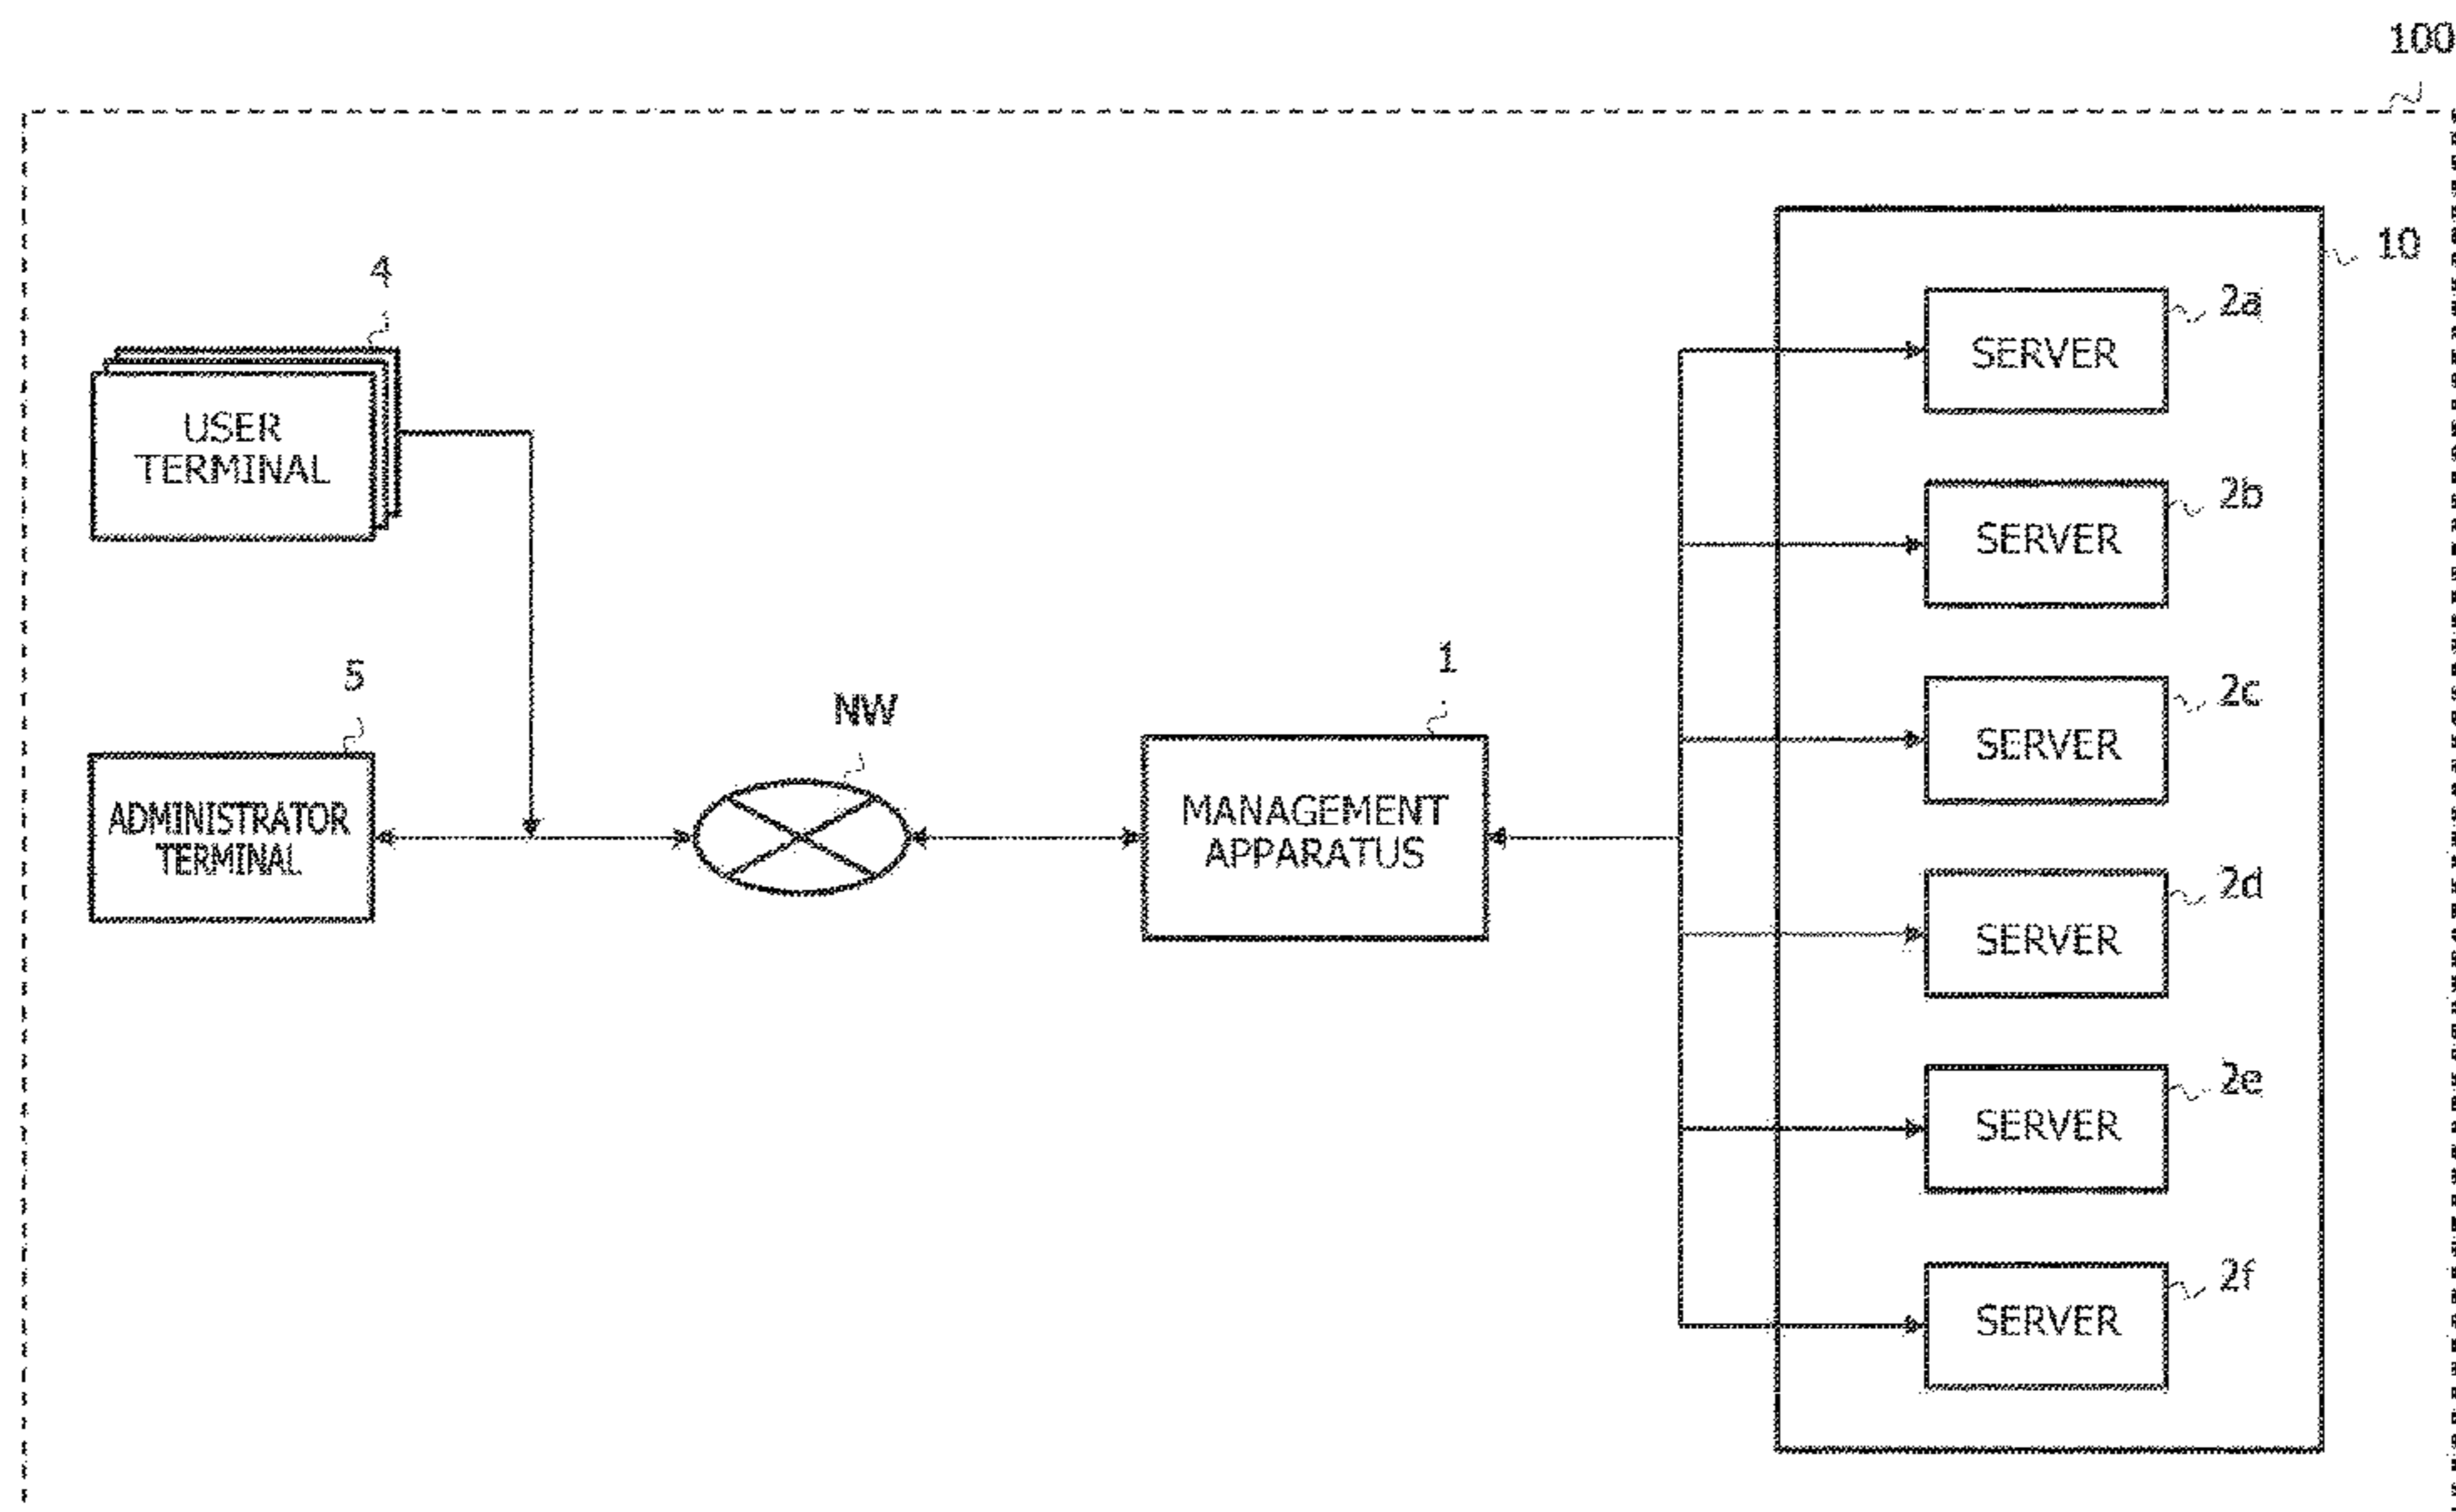 100
10
4
USER
TERMINAL
5
ADMINISTRATOR
TERMINAL
NW
1
MANAGEMENT
APPARATUS
2a
SERVER
2b
SERVER
2c
SERVER
2d
SERVER
2e
SERVER
2f
SERVER